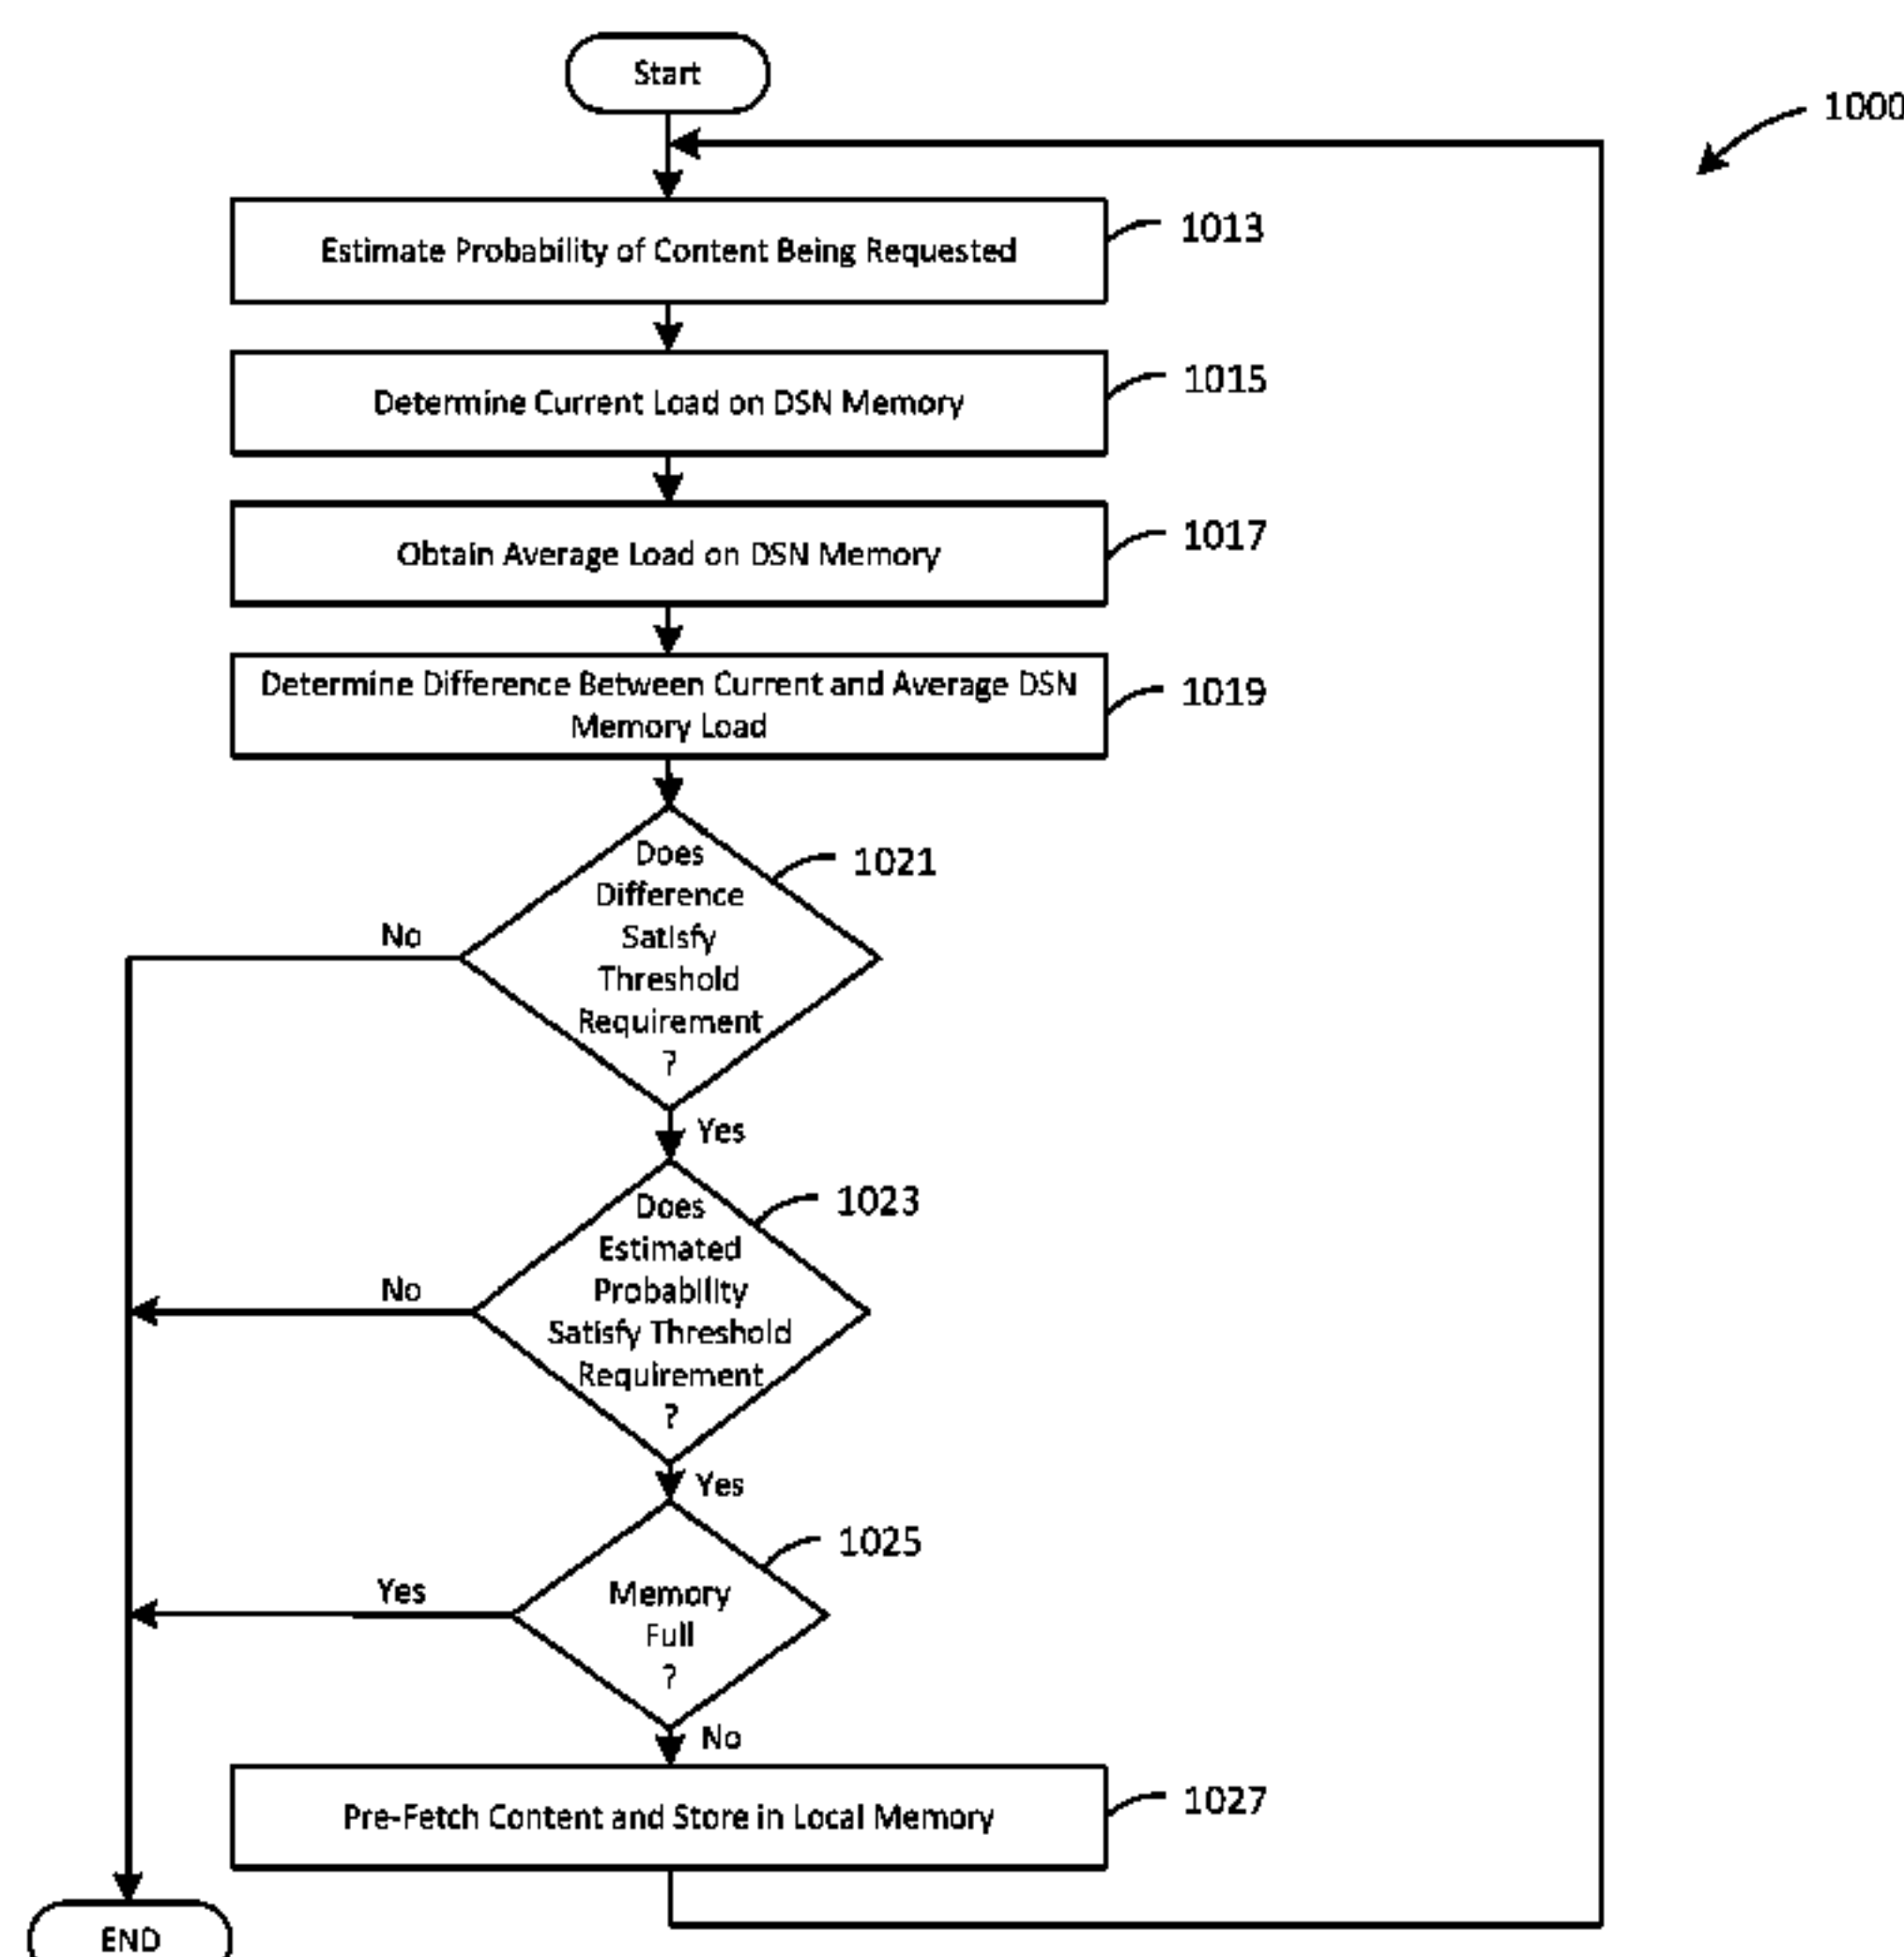 Start
1000
Estimate Probability of Content Being Requested
1013
Determine Current Load on DSN Memory
1015
Obtain Average Load on DSN Memory
1017
Determine Difference Between Current and Average DSN
Memory Load
1019
Does
Difference
Satisfy
Threshold
Requirement
?
1021
No
Yes
Does
Estimated
Probability
Satisfy Threshold
Requirement
?
1023
No
Yes
Memory
Full
?
1025
Yes
No
Pre-Fetch Content and Store in Local Memory
1027
END